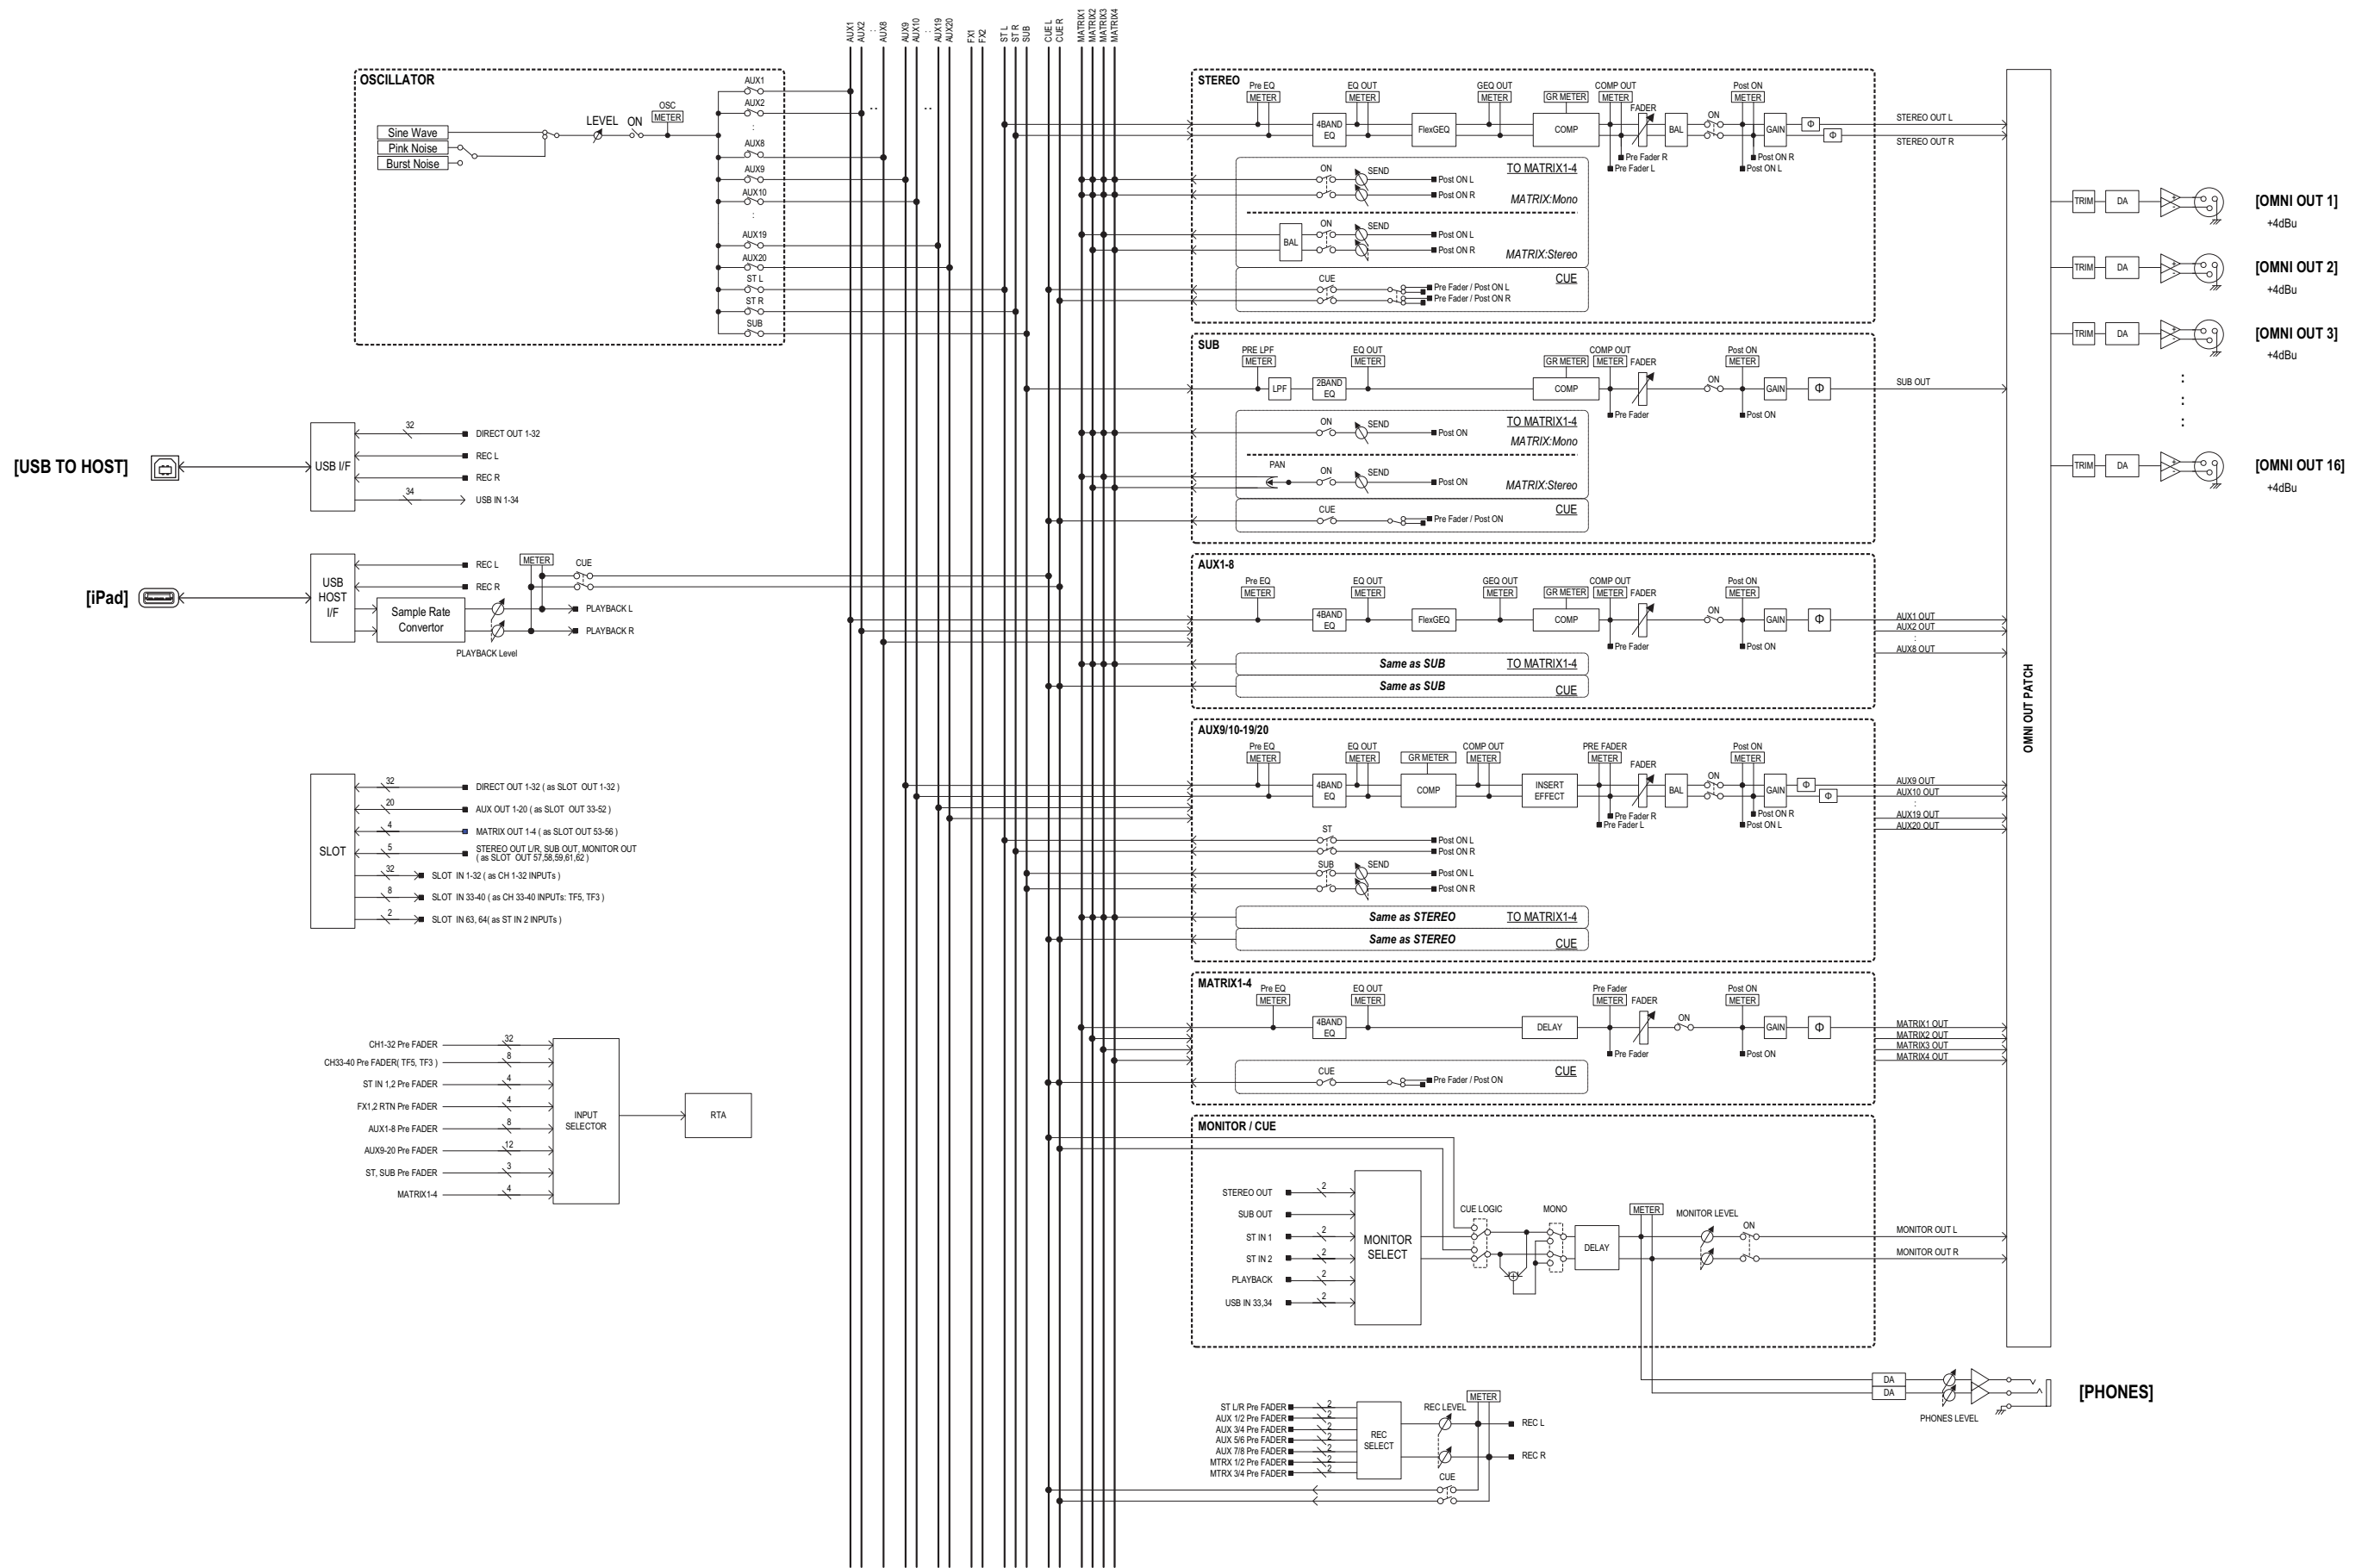 AUX1
AUX2
:
AUX8
AUX9
AUX10
:
AUX19
AUX20
FX1
FX2
ST L
ST R
SUB
CUE L
CUE R
MATRIX1
MATRIX2
MATRIX3
MATRIX4
OSCILLATOR
Sine Wave
Pink Noise
Burst Noise
LEVEL
ON
OSC
METER
AUX1
AUX2
:
AUX8
AUX9
AUX10
:
AUX19
AUX20
ST L
ST R
SUB
[USB TO HOST]
USB I/F
32
DIRECT OUT 1-32
REC L
REC R
34
USB IN 1-34
[iPad]
USB
HOST
I/F
REC L
REC R
Sample Rate
Convertor
METER
CUE
PLAYBACK L
PLAYBACK R
PLAYBACK Level
SLOT
32
DIRECT OUT 1-32 ( as SLOT OUT 1-32 )
20
AUX OUT 1-20 ( as SLOT OUT 33-52 )
4
MATRIX OUT 1-4 ( as SLOT OUT 53-56 )
5
STEREO OUT L/R, SUB OUT, MONITOR OUT
( as SLOT OUT 57,58,59,61,62 )
32
SLOT IN 1-32 ( as CH 1-32 INPUTs )
8
SLOT IN 33-40 ( as CH 33-40 INPUTs: TF5, TF3 )
2
SLOT IN 63, 64( as ST IN 2 INPUTs )
CH1-32 Pre FADER
32
CH33-40 Pre FADER( TF5, TF3 )
8
ST IN 1,2 Pre FADER
4
FX1,2 RTN Pre FADER
4
AUX1-8 Pre FADER
8
AUX9-20 Pre FADER
12
ST, SUB Pre FADER
3
MATRIX1-4
4
INPUT
SELECTOR
RTA
STEREO
Pre EQ
METER
4BAND
EQ
EQ OUT
METER
FlexGEQ
GEQ OUT
METER
GR METER
COMP
COMP OUT
METER
FADER
Pre Fader R
Pre Fader L
BAL
ON
Post ON
METER
Post ON R
Post ON L
GAIN
Φ
Φ
STEREO OUT L
STEREO OUT R
ON
SEND
Post ON L
Post ON R
TO MATRIX1-4
MATRIX:Mono
BAL
ON
SEND
Post ON L
Post ON R
MATRIX:Stereo
CUE
Pre Fader / Post ON L
Pre Fader / Post ON R
CUE
SUB
PRE LPF
METER
LPF
2BAND
EQ
EQ OUT
METER
GR METER
COMP
COMP OUT
METER
FADER
Pre Fader
ON
Post ON
METER
Post ON
GAIN
Φ
SUB OUT
ON
SEND
Post ON
TO MATRIX1-4
MATRIX:Mono
PAN
ON
SEND
Post ON
MATRIX:Stereo
CUE
Pre Fader / Post ON
CUE
AUX1-8
Pre EQ
METER
4BAND
EQ
EQ OUT
METER
FlexGEQ
GEQ OUT
METER
GR METER
COMP
COMP OUT
METER
FADER
Pre Fader
ON
Post ON
METER
Post ON
GAIN
Φ
AUX1 OUT
AUX2 OUT
:
AUX8 OUT
Same as SUB
TO MATRIX1-4
Same as SUB
CUE
AUX9/10-19/20
Pre EQ
METER
4BAND
EQ
EQ OUT
METER
GR METER
COMP
COMP OUT
METER
INSERT
EFFECT
PRE FADER
METER
FADER
Pre Fader R
Pre Fader L
BAL
ON
Post ON
METER
Post ON R
Post ON L
GAIN
Φ
Φ
AUX9 OUT
AUX10 OUT
:
AUX19 OUT
AUX20 OUT
ST
Post ON L
Post ON R
SUB
SEND
Post ON L
Post ON R
Same as STEREO
TO MATRIX1-4
Same as STEREO
CUE
MATRIX1-4
Pre EQ
METER
4BAND
EQ
EQ OUT
METER
DELAY
Pre Fader
METER
FADER
Pre Fader
ON
Post ON
METER
Post ON
GAIN
Φ
MATRIX1 OUT
MATRIX2 OUT
MATRIX3 OUT
MATRIX4 OUT
CUE
Pre Fader / Post ON
CUE
MONITOR / CUE
STEREO OUT
2
SUB OUT
ST IN 1
2
ST IN 2
2
PLAYBACK
2
USB IN 33,34
2
MONITOR
SELECT
CUE LOGIC
MONO
DELAY
METER
MONITOR LEVEL
ON
MONITOR OUT L
MONITOR OUT R
ST L/R Pre FADER
2
AUX 1/2 Pre FADER
2
AUX 3/4 Pre FADER
2
AUX 5/6 Pre FADER
2
AUX 7/8 Pre FADER
2
MTRX 1/2 Pre FADER
2
MTRX 3/4 Pre FADER
2
REC
SELECT
REC LEVEL
METER
REC L
REC R
CUE
OMNI OUT PATCH
TRIM
DA
[OMNI OUT 1]
+4dBu
TRIM
DA
[OMNI OUT 2]
+4dBu
TRIM
DA
[OMNI OUT 3]
+4dBu
:
:
TRIM
DA
[OMNI OUT 16]
+4dBu
DA
DA
PHONES LEVEL
[PHONES]